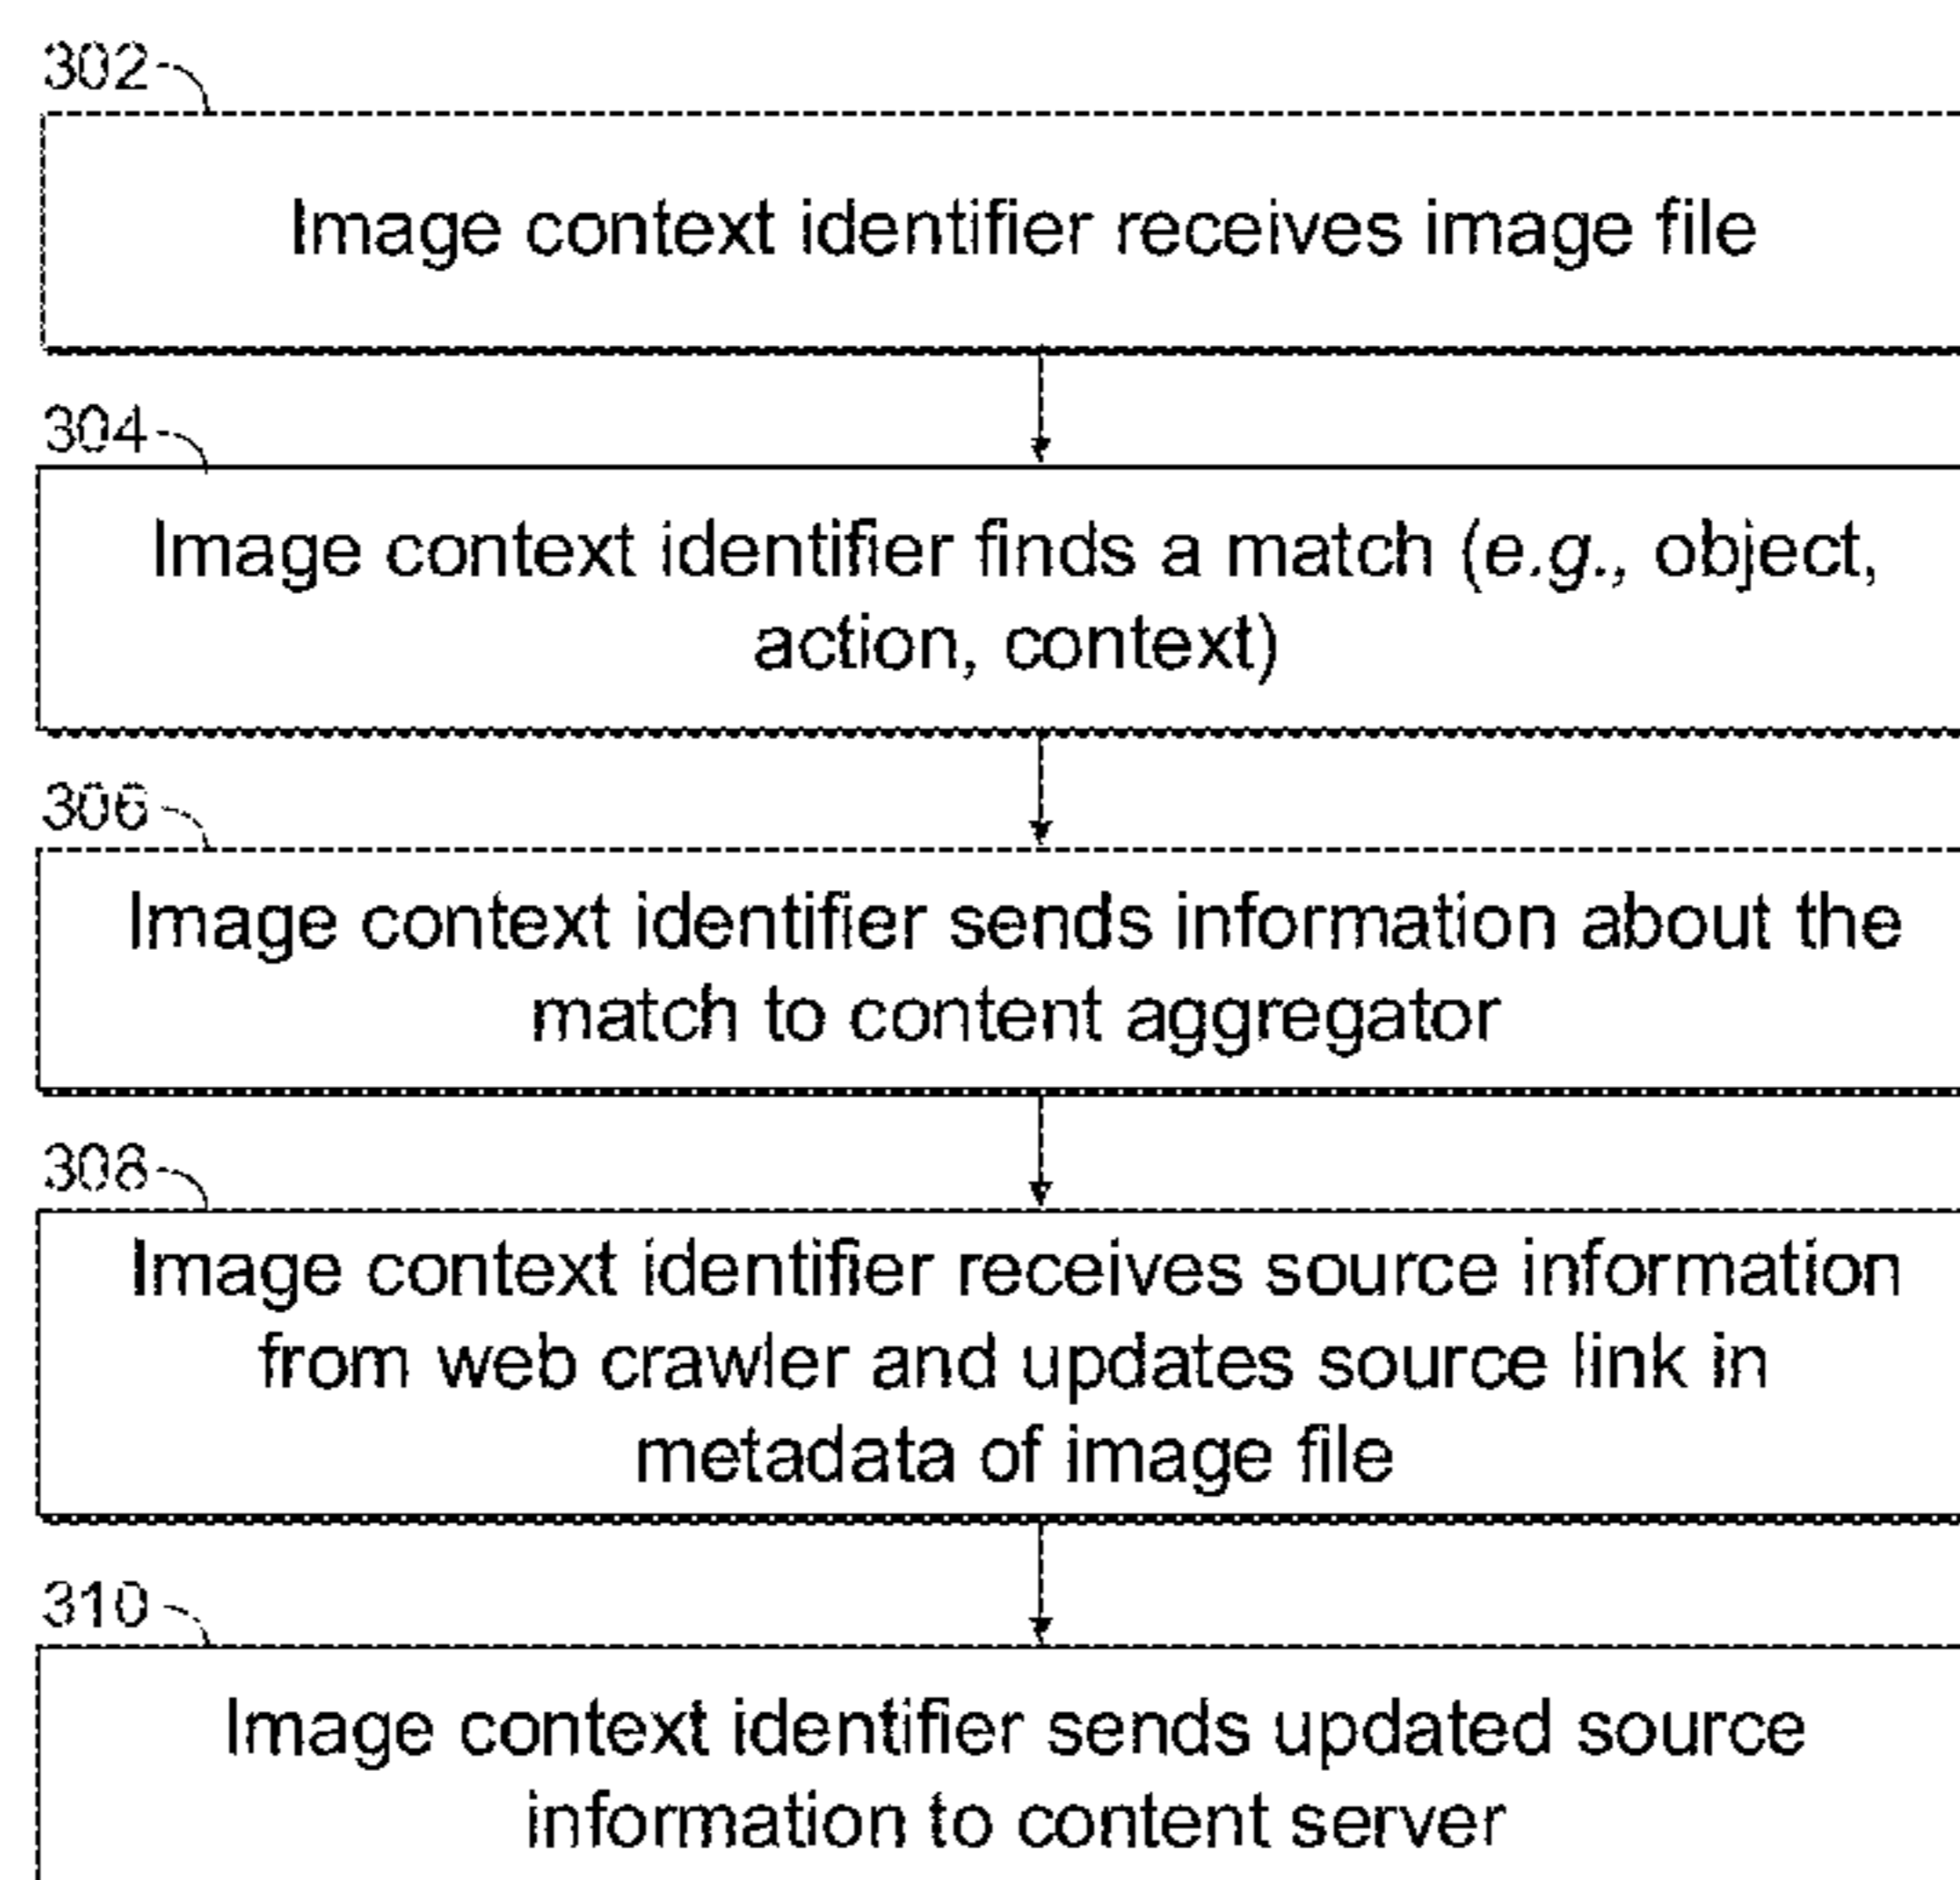 302
Image context identifier receives image file
304
Image context identifier finds a match (e.g., object,
action, context)
306
Image context identifier sends information about the
match to content aggregator
308
Image context identifier receives source information
from web crawler and updates source link in
metadata of image file
310
Image context identifier sends updated source
information to content server